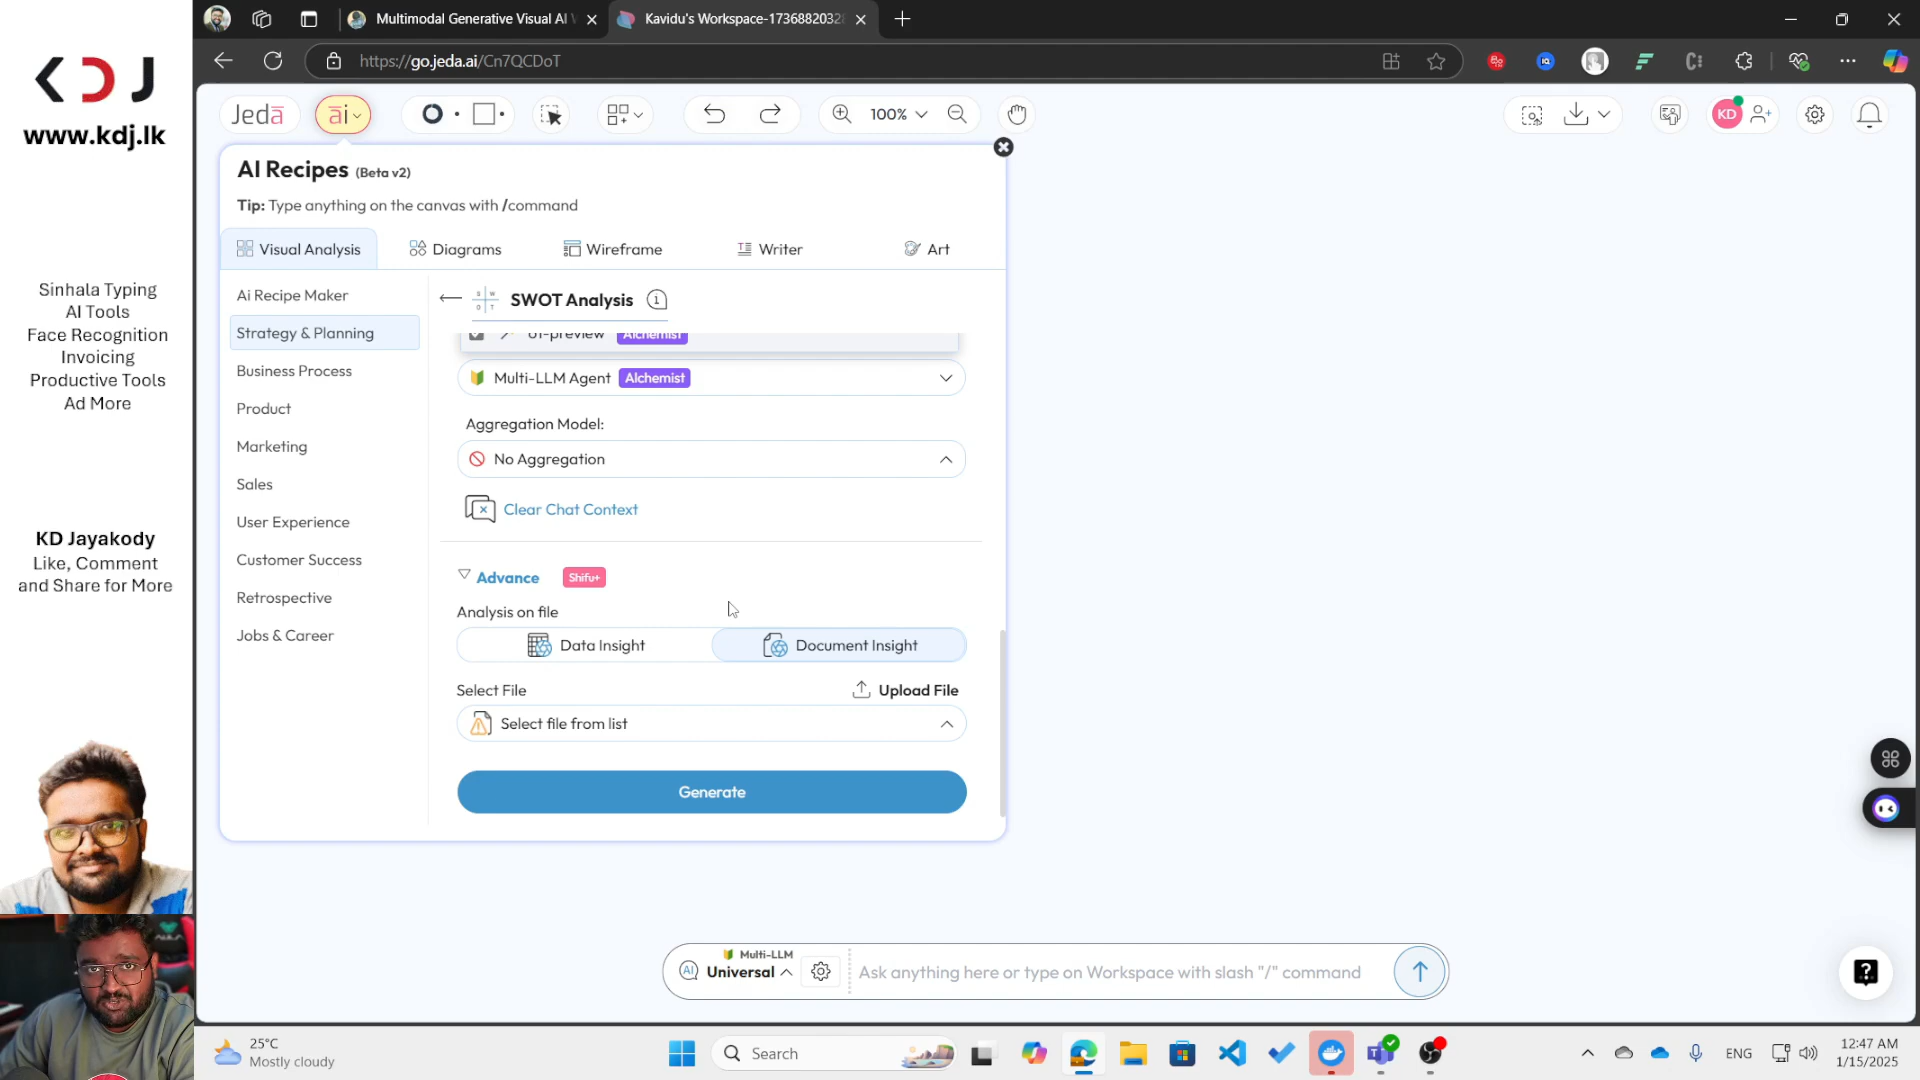 KDJ
www.kdj.lk
Sinhala Typing
AI Tools
Face Recognition
Invoicing
Productive Tools
Ad More
KD Jayakody
Like, Comment
and Share for More
Multimodal Generative Visual AI
Kavidu's Workspace-1736882032
https://go.jeda.ai/Cn7QCDoT
Jedā
āi
100%
KD
AI Recipes (Beta v2)
Tip: Type anything on the canvas with /command
Visual Analysis
Diagrams
Wireframe
Writer
Art
Ai Recipe Maker
Strategy & Planning
Business Process
Product
Marketing
Sales
User Experience
Customer Success
Retrospective
Jobs & Career
S W O T
SWOT Analysis
o1-preview Alchemist
Multi-LLM Agent Alchemist
Aggregation Model:
No Aggregation
Clear Chat Context
Advance Shifu+
Analysis on file
Data Insight
Document Insight
Select File
Upload File
Select file from list
Generate
Multi-LLM
AI Universal
Ask anything here or type on Workspace with slash "/" command
25°C
Mostly cloudy
Search
ENG
12:47 AM
1/15/2025